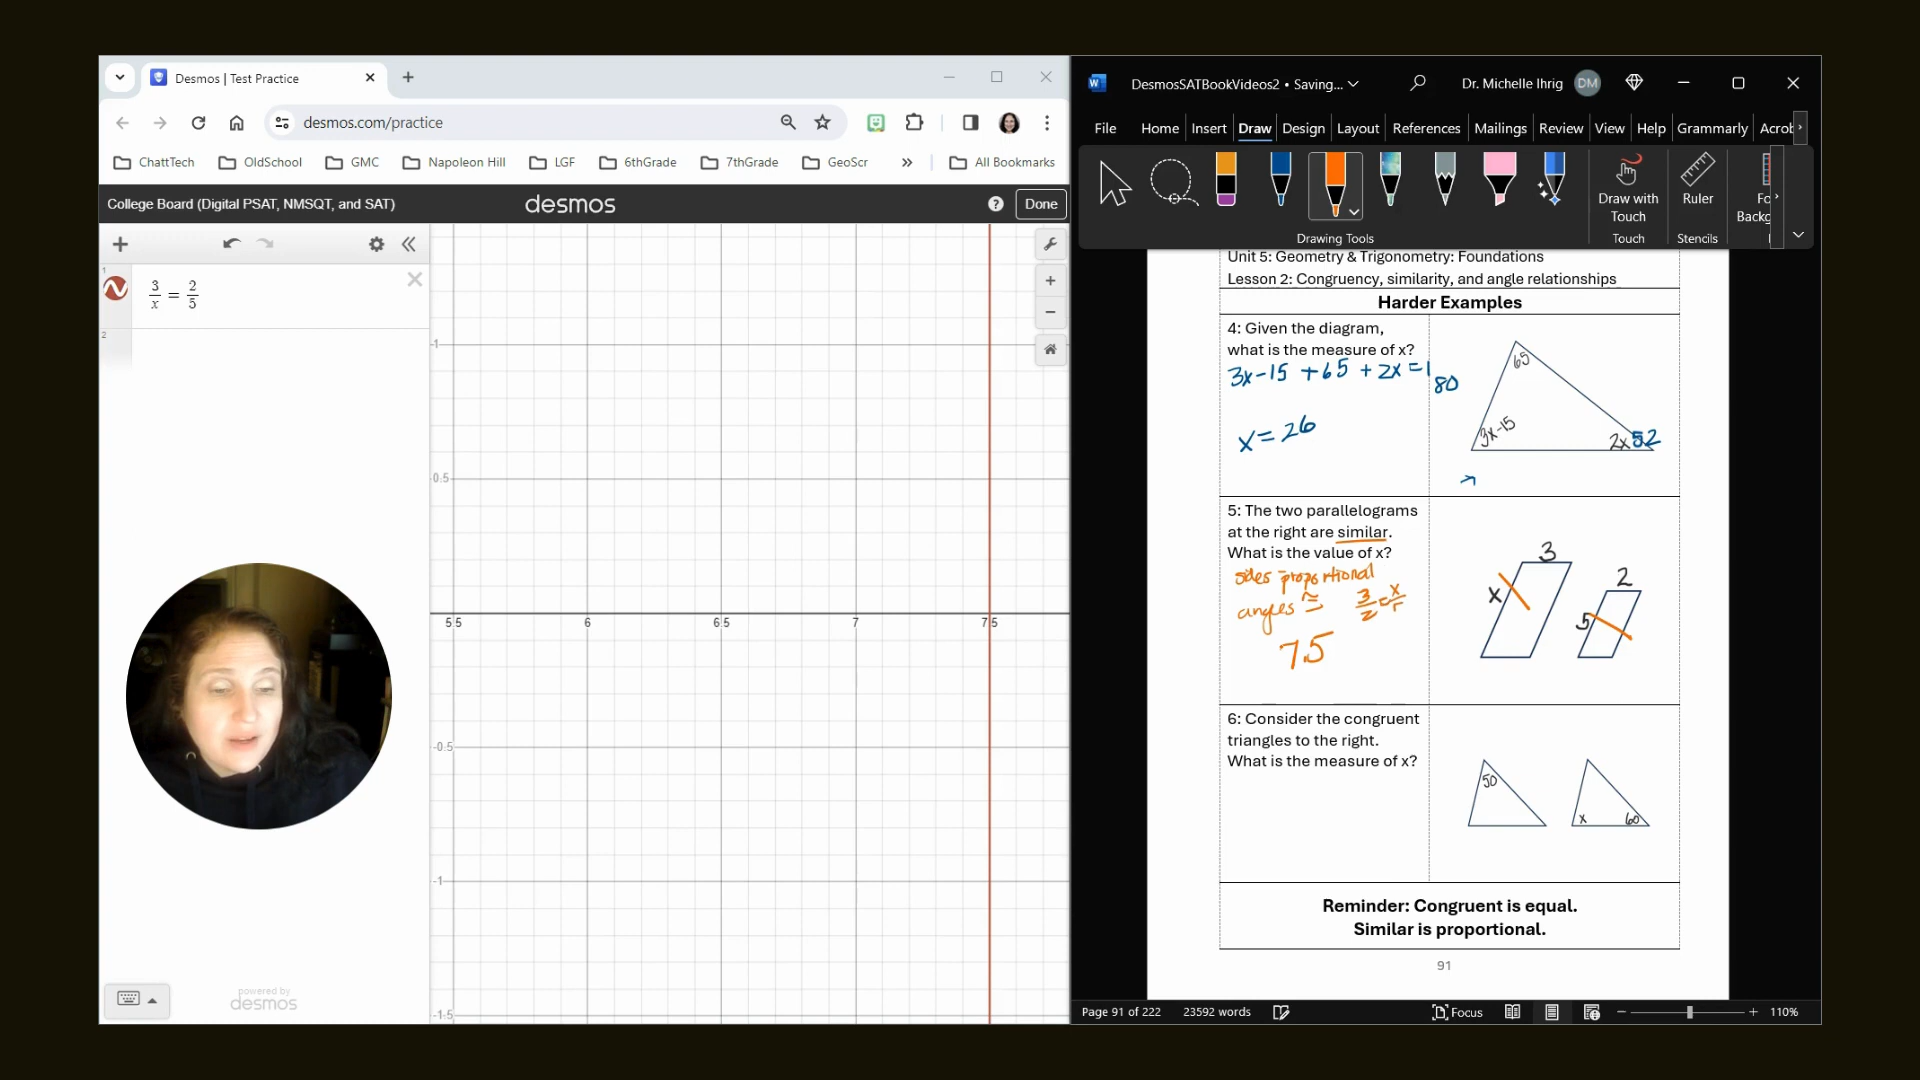 Desmos | Test Practice
desmos.com/practice
ChattTech OldSchool GMC Napoleon Hill LGF 6thGrade 7thGrade GeoScr » All Bookmarks
College Board (Digital PSAT, NMSQT, and SAT) desmos ? Done
1
3/x = 2/5
2
1
0.5
5.5 6 6.5 7 7.5
-0.5
-1
-1.5
powered by
desmos
DesmosSATBookVideos2 • Saving... Dr. Michelle Ihrig DM
File Home Insert Draw Design Layout References Mailings Review View Help Grammarly Acrob
Draw with Touch
Ruler
Fo
Backg
Drawing Tools Touch Stencils
Unit 5: Geometry & Trigonometry: Foundations
Lesson 2: Congruency, similarity, and angle relationships
Harder Examples
4: Given the diagram,
what is the measure of x?
3x-15 +65 + 2x = 180
x = 26
65
3x-15
2x 52
5: The two parallelograms
at the right are similar.
What is the value of x?
sides proportional
angles ≅ 3/2 = x/5
7.5
3
x
2
5
6: Consider the congruent
triangles to the right.
What is the measure of x?
50
x 60
Reminder: Congruent is equal.
Similar is proportional.
91
Page 91 of 222 23592 words Focus 110%